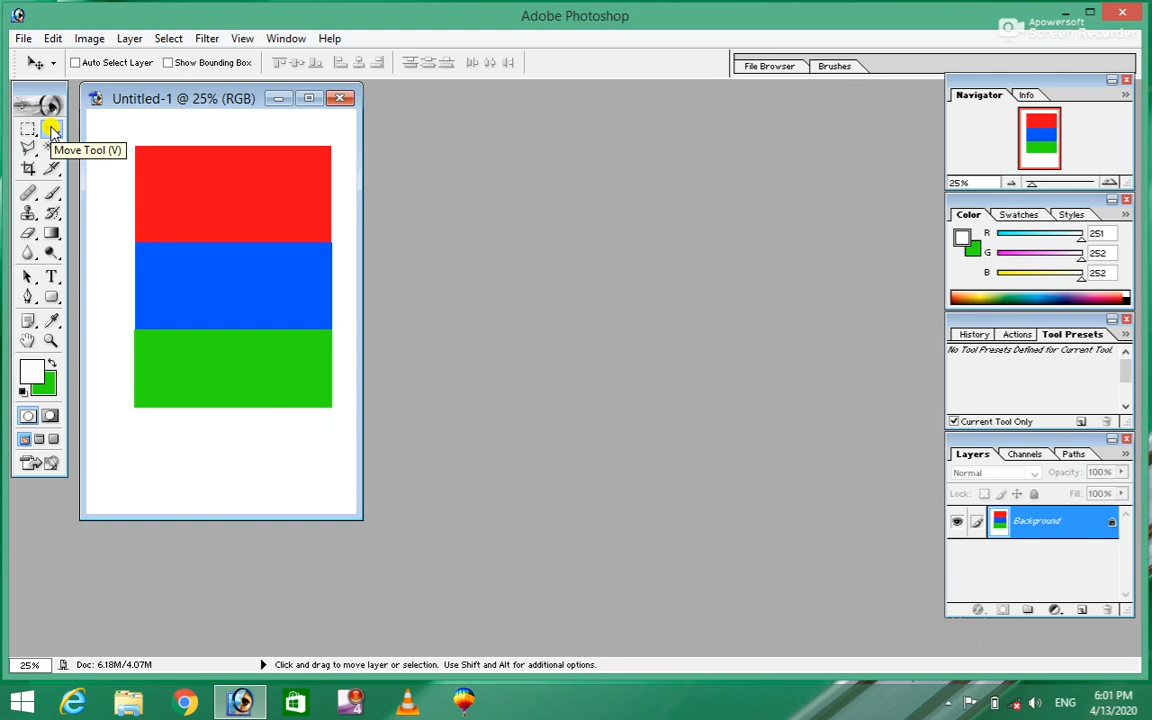 Adobe Photoshop
Apowersoft
Screen Recorder
File Edit Image Layer Select Filter View Window Help
Auto Select Layer Show Bounding Box
File Browser Brushes
Untitled-1 @ 25% (RGB)
Move Tool (V)
Navigator Info
25%
Color Swatches Styles
R 251
G 252
B 252
History Actions Tool Presets
No Tool Presets Defined for Current Tool.
Current Tool Only
Layers Channels Paths
Normal Opacity: 100%
Lock: Fill: 100%
Background
25% Doc: 6.18M/4.07M Click and drag to move layer or selection. Use Shift and Alt for additional options.
ENG
6:01 PM
4/13/2020